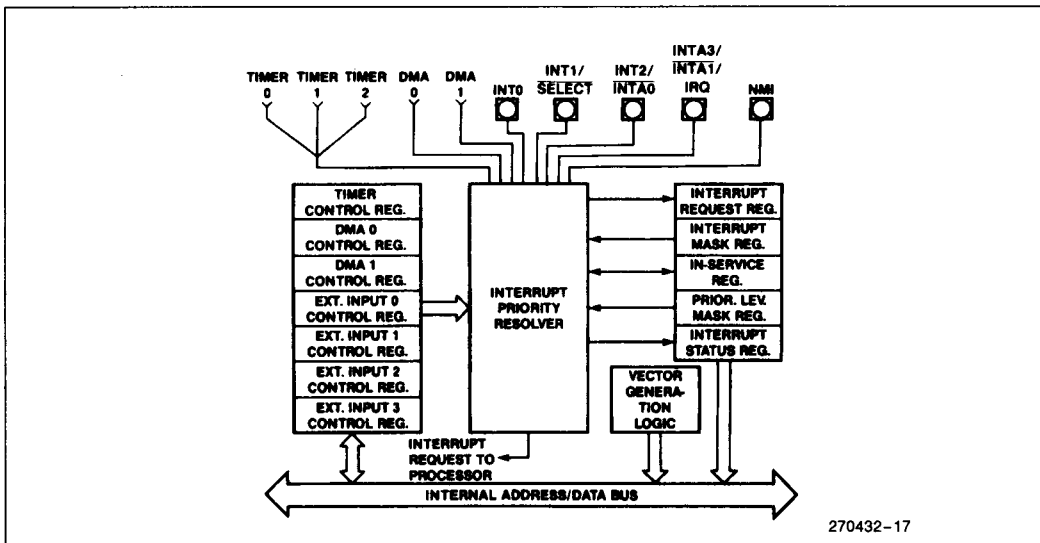 TIMER 0
TIMER 1
TIMER 2
DMA 0
DMA 1
INT0
INT1/
SELECT
INT2/
INTA0
INTA3/
INTA1/
IRQ
NMI
TIMER
CONTROL REG.
DMA 0
CONTROL REG.
DMA 1
CONTROL REG.
EXT. INPUT 0
CONTROL REG.
EXT. INPUT 1
CONTROL REG.
EXT. INPUT 2
CONTROL REG.
EXT. INPUT 3
CONTROL REG.
INTERRUPT
PRIORITY
RESOLVER
INTERRUPT
REQUEST REG.
INTERRUPT
MASK REG.
IN-SERVICE
REG.
PRIOR. LEV.
MASK REG.
INTERRUPT
STATUS REG.
VECTOR
GENERA-
TION
LOGIC
INTERRUPT
REQUEST TO
PROCESSOR
INTERNAL ADDRESS/DATA BUS
270432-17